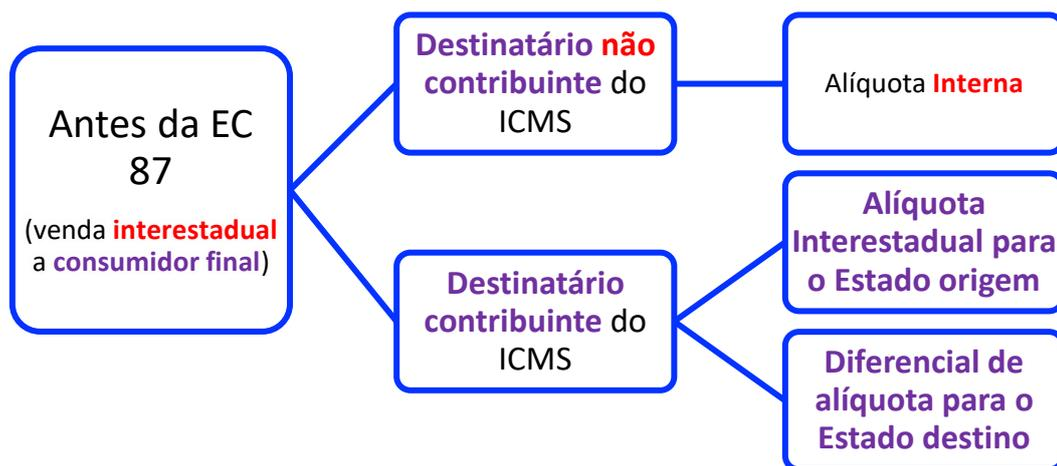 Antes da EC
87
(venda interestadual
a consumidor final)
Destinatário não
contribuinte do
ICMS
Alíquota Interna
Destinatário
contribuinte do
ICMS
Alíquota
Interestadual para
o Estado origem
Diferencial de
alíquota para o
Estado destino